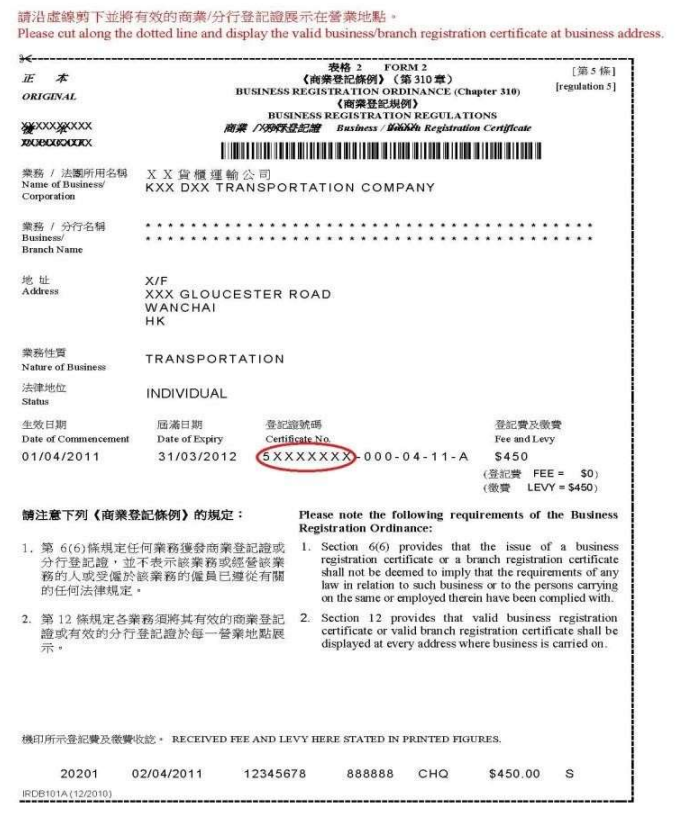 請沿虛線剪下並將有效的商業/分行登記證展示在營業地點。
Please cut along the dotted line and display the valid business/branch registration certificate at business address.
正 本
ORIGINAL
表格 2 FORM 2
《商業登記條例》（第 310 章）
BUSINESS REGISTRATION ORDINANCE (Chapter 310)
《商業登記規例》
BUSINESS REGISTRATION REGULATIONS
[第 5 條]
[regulation 5]
商業 / 登記證 Business / Branch Registration Certificate
業務 / 法團所用名稱
Name of Business/
Corporation
X X 貨櫃運輸公司
KXX DXX TRANSPORTATION COMPANY
業務 / 分行名稱
Business/
Branch Name
* * * * * * * * * * * * * * * * * * * * * * * * * * * * * * * * * * * *
* * * * * * * * * * * * * * * * * * * * * * * * * * * * * * * * * * * *
地 址
Address
X/F
XXX GLOUCESTER ROAD
WANCHAI
HK
業務性質
Nature of Business
TRANSPORTATION
法律地位
Status
INDIVIDUAL
生效日期 屆滿日期 登記證號碼 登記費及徵費
Date of Commencement Date of Expiry Certificate No. Fee and Levy
01/04/2011 31/03/2012 5XXXXXXX-000-04-11-A $450
(登記費 FEE = $0)
(徵費 LEVY = $450)
請注意下列《商業登記條例》的規定：
1. 第 6(6)條規定任何業務獲發商業登記證或
分行登記證，並不表示該業務或經營該業
務的人或受僱於該業務的僱員已遵從有關
的任何法律規定。
2. 第 12 條規定各業務須將其有效的商業登記
證或有效的分行登記證於每一營業地點展
示。
Please note the following requirements of the Business
Registration Ordinance:
1. Section 6(6) provides that the issue of a business
registration certificate or a branch registration certificate
shall not be deemed to imply that the requirements of any
law in relation to such business or to the persons carrying
on the same or employed therein have been complied with.
2. Section 12 provides that valid business registration
certificate or valid branch registration certificate shall be
displayed at every address where business is carried on.
機印所示登記費及徵費收訖。 RECEIVED FEE AND LEVY HERE STATED IN PRINTED FIGURES.
20201 02/04/2011 12345678 888888 CHQ $450.00 S
IRDB101A (12/2010)